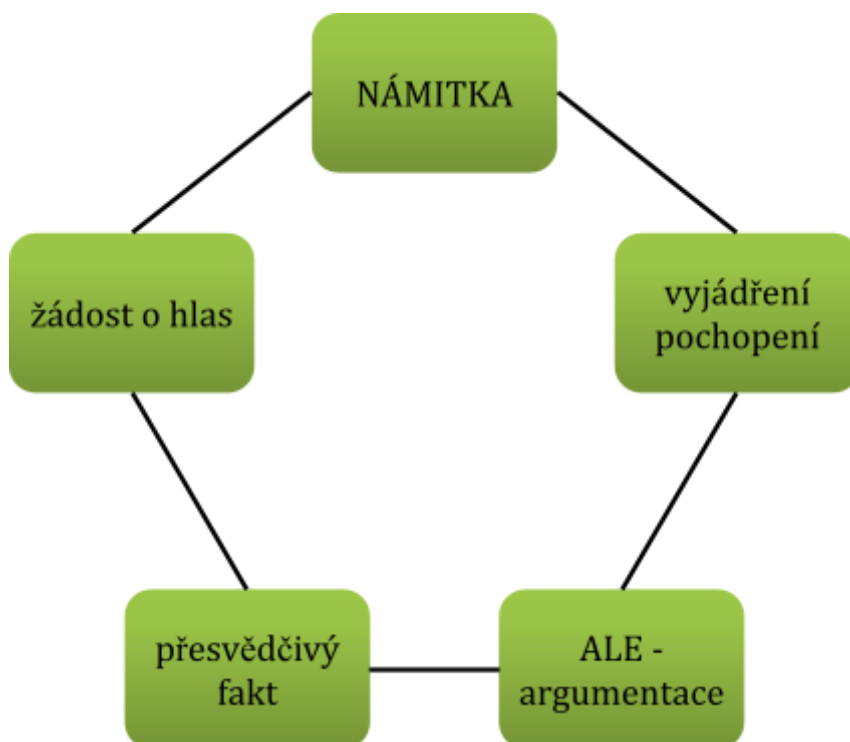 NÁMITKA
vyjádření
pochopení
ALE -
argumentace
přesvědčivý
fakt
žádost o hlas